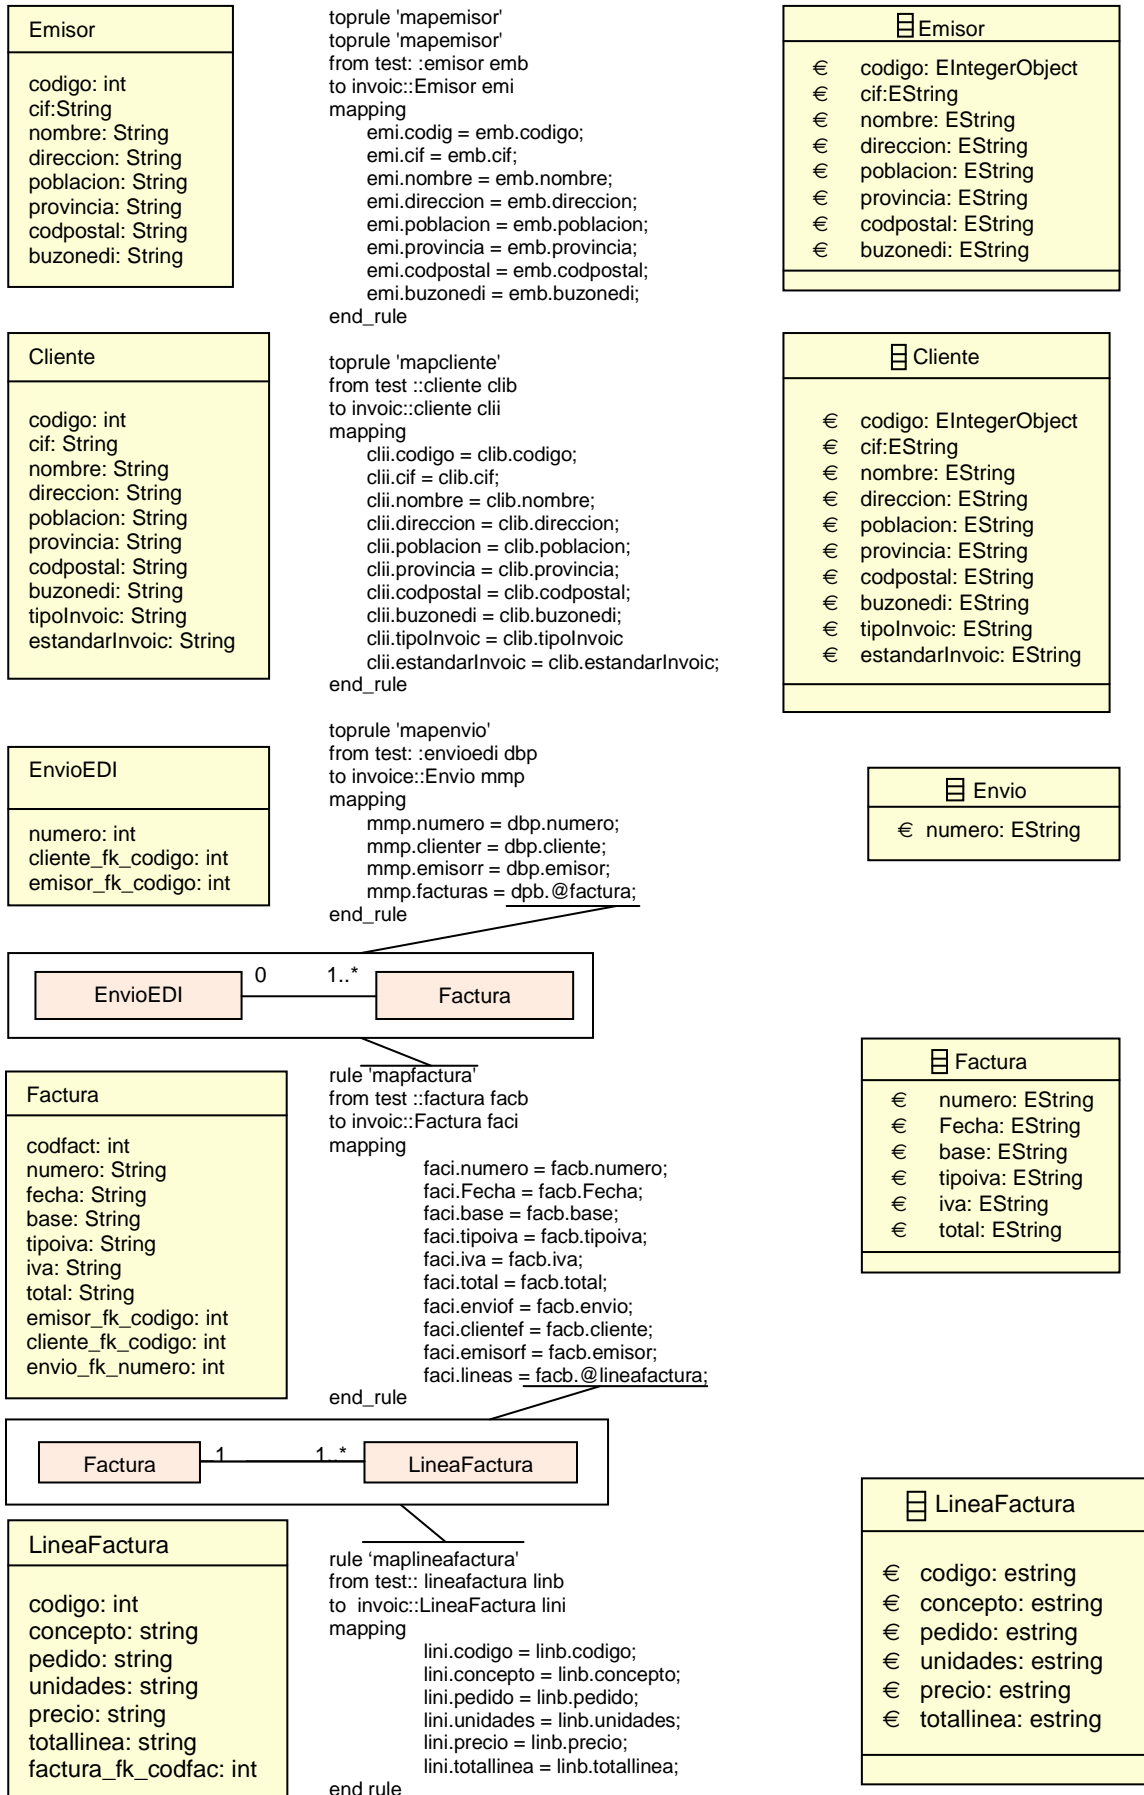 Emisor
codigo: int
cif:String
nombre: String
direccion: String
poblacion: String
provincia: String
codpostal: String
buzonedi: String
toprule 'mapemisor'
toprule 'mapemisor'
from test: :emisor emb
to invoic::Emisor emi
mapping
emi.codig = emb.codigo;
emi.cif = emb.cif;
emi.nombre = emb.nombre;
emi.direccion = emb.direccion;
emi.poblacion = emb.poblacion;
emi.provincia = emb.provincia;
emi.codpostal = emb.codpostal;
emi.buzonedi = emb.buzonedi;
end_rule
Emisor
€ codigo: EIntegerObject
€ cif:EString
€ nombre: EString
€ direccion: EString
€ poblacion: EString
€ provincia: EString
€ codpostal: EString
€ buzonedi: EString
Cliente
codigo: int
cif: String
nombre: String
direccion: String
poblacion: String
provincia: String
codpostal: String
buzonedi: String
tipoInvoic: String
estandarInvoic: String
toprule 'mapcliente'
from test ::cliente clib
to invoic::cliente clii
mapping
clii.codigo = clib.codigo;
clii.cif = clib.cif;
clii.nombre = clib.nombre;
clii.direccion = clib.direccion;
clii.poblacion = clib.poblacion;
clii.provincia = clib.provincia;
clii.codpostal = clib.codpostal;
clii.buzonedi = clib.buzonedi;
clii.tipoInvoic = clib.tipoInvoic
clii.estandarInvoic = clib.estandarInvoic;
end_rule
Cliente
€ codigo: EIntegerObject
€ cif:EString
€ nombre: EString
€ direccion: EString
€ poblacion: EString
€ provincia: EString
€ codpostal: EString
€ buzonedi: EString
€ tipoInvoic: EString
€ estandarInvoic: EString
EnvioEDI
numero: int
cliente_fk_codigo: int
emisor_fk_codigo: int
toprule 'mapenvio'
from test: :envioedi dbp
to invoice::Envio mmp
mapping
mmp.numero = dbp.numero;
mmp.clienter = dbp.cliente;
mmp.emisorr = dbp.emisor;
mmp.facturas = dpb.@factura;
end_rule
Envio
€ numero: EString
EnvioEDI 0 1..* Factura
Factura
codfact: int
numero: String
fecha: String
base: String
tipoiva: String
iva: String
total: String
emisor_fk_codigo: int
cliente_fk_codigo: int
envio_fk_numero: int
rule 'mapfactura'
from test ::factura facb
to invoic::Factura faci
mapping
faci.numero = facb.numero;
faci.Fecha = facb.Fecha;
faci.base = facb.base;
faci.tipoiva = facb.tipoiva;
faci.iva = facb.iva;
faci.total = facb.total;
faci.enviof = facb.envio;
faci.clientef = facb.cliente;
faci.emisorf = facb.emisor;
faci.lineas = facb.@lineafactura;
end_rule
Factura
€ numero: EString
€ Fecha: EString
€ base: EString
€ tipoiva: EString
€ iva: EString
€ total: EString
Factura 1 1..* LineaFactura
LineaFactura
codigo: int
concepto: string
pedido: string
unidades: string
precio: string
totallinea: string
factura_fk_codfac: int
rule ‘maplineafactura'
from test:: lineafactura linb
to invoic::LineaFactura lini
mapping
lini.codigo = linb.codigo;
lini.concepto = linb.concepto;
lini.pedido = linb.pedido;
lini.unidades = linb.unidades;
lini.precio = linb.precio;
lini.totallinea = linb.totallinea;
end rule
LineaFactura
€ codigo: estring
€ concepto: estring
€ pedido: estring
€ unidades: estring
€ precio: estring
€ totallinea: estring